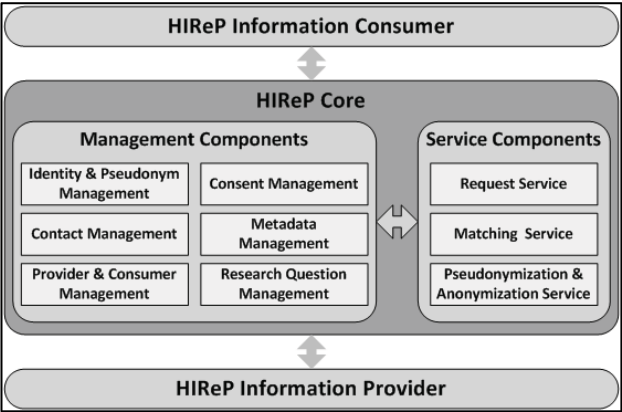 HIReP Information Consumer
HIReP Core
Management Components
Identity & Pseudonym
Management
Consent Management
Contact Management
Metadata
Management
Provider & Consumer
Management
Research Question
Management
Service Components
Request Service
Matching Service
Pseudonymization &
Anonymization Service
HIReP Information Provider